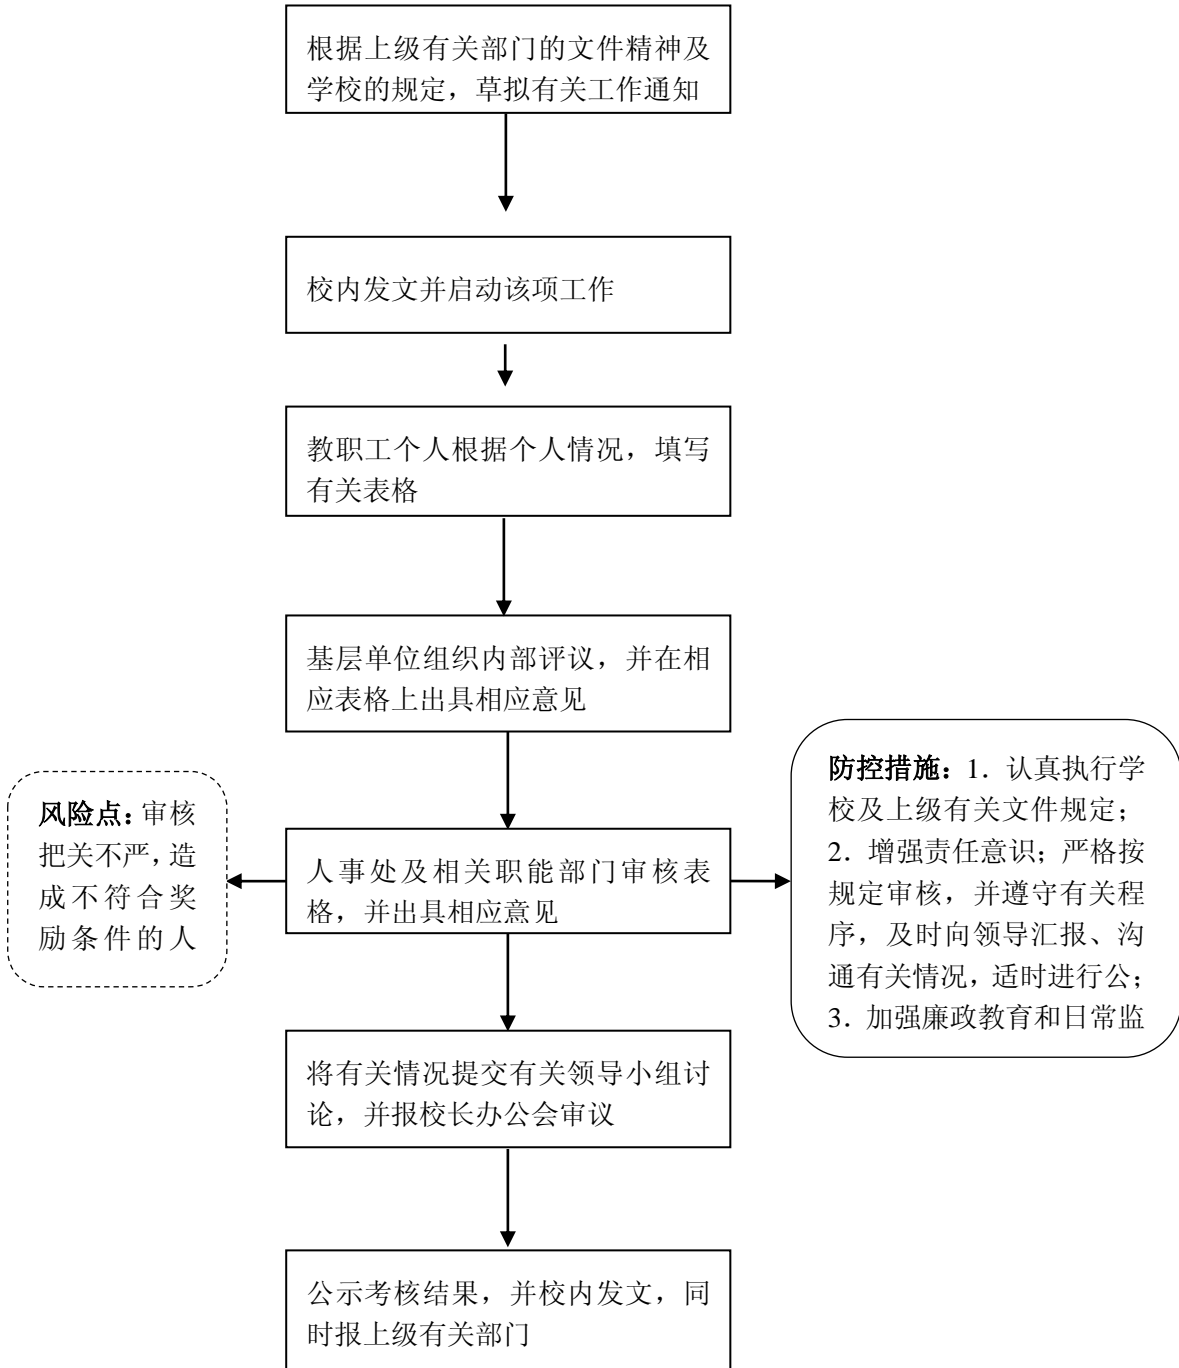 根据上级有关部门的文件精神及
学校的规定，草拟有关工作通知
校内发文并启动该项工作
教职工个人根据个人情况，填写
有关表格
基层单位组织内部评议，并在相
应表格上出具相应意见
风险点：审核
把关不严，造
成不符合奖
励条件的人
人事处及相关职能部门审核表
格，并出具相应意见
防控措施：1．认真执行学
校及上级有关文件规定；
2．增强责任意识；严格按
规定审核，并遵守有关程
序，及时向领导汇报、沟
通有关情况，适时进行公；
3．加强廉政教育和日常监
将有关情况提交有关领导小组讨
论，并报校长办公会审议
公示考核结果，并校内发文，同
时报上级有关部门